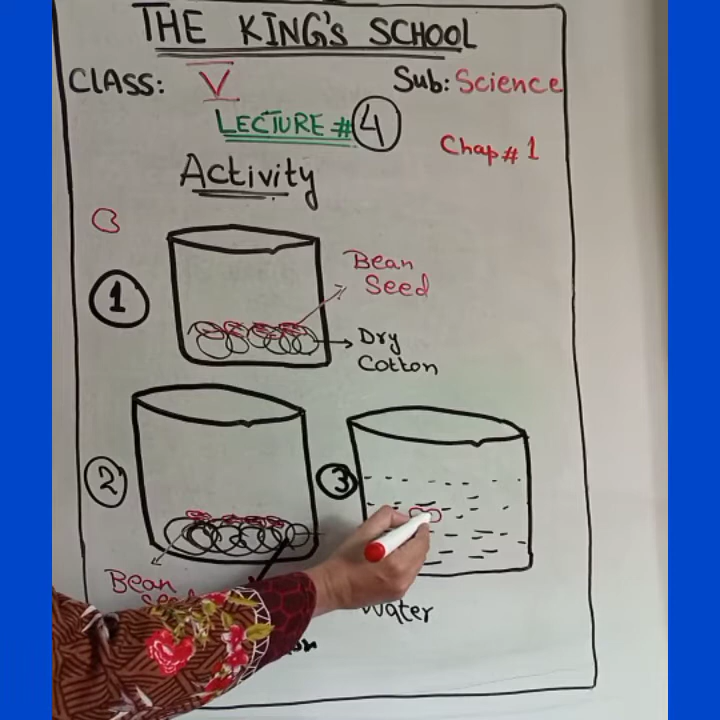 THE KING'S SCHOOL
CLASS: V Sub: Science
LECTURE # 4
Chap # 1
Activity
1
Bean
Seed
Dry
Cotton
2
3
Bean
Water